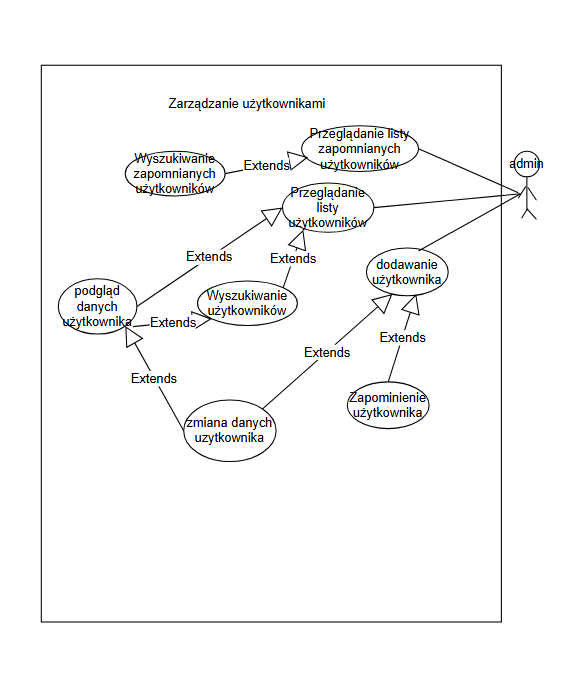 Zarządzanie użytkownikami
Przeglądanie listy
zapomnianych
użytkowników
admin
Wyszukiwanie
zapomnianych
użytkowników
Extends
Przeglądanie
listy
użytkowników
Extends
Extends
dodawanie
użytkownika
podgląd
danych
użytkownika
Wyszukiwanie
użytkowników
Extends
Extends
Extends
Extends
Zapominienie
użytkownika
zmiana danych
uzytkownika